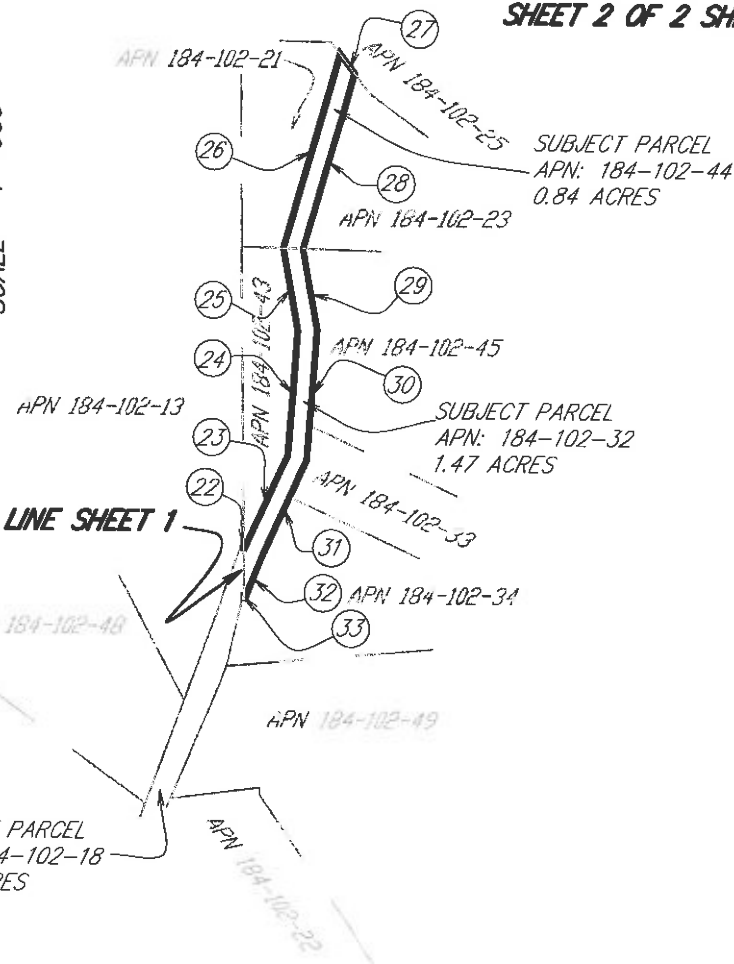 SHEET 2 OF 2
27
APN 184-102-21
APN 184-102-25
SUBJECT PARCEL
APN: 184-102-44
0.84 ACRES
26
28
APN 184-102-23
SCALE
25
29
APN 184-102-43
APN 184-102-45
24
30
APN 184-102-13
SUBJECT PARCEL
APN: 184-102-32
1.47 ACRES
23
22
APN 184-102-33
LINE SHEET 1
31
32
APN 184-102-34
33
184-102-48
APN 184-102-49
PARCEL
4-102-18
APN 184-102-22